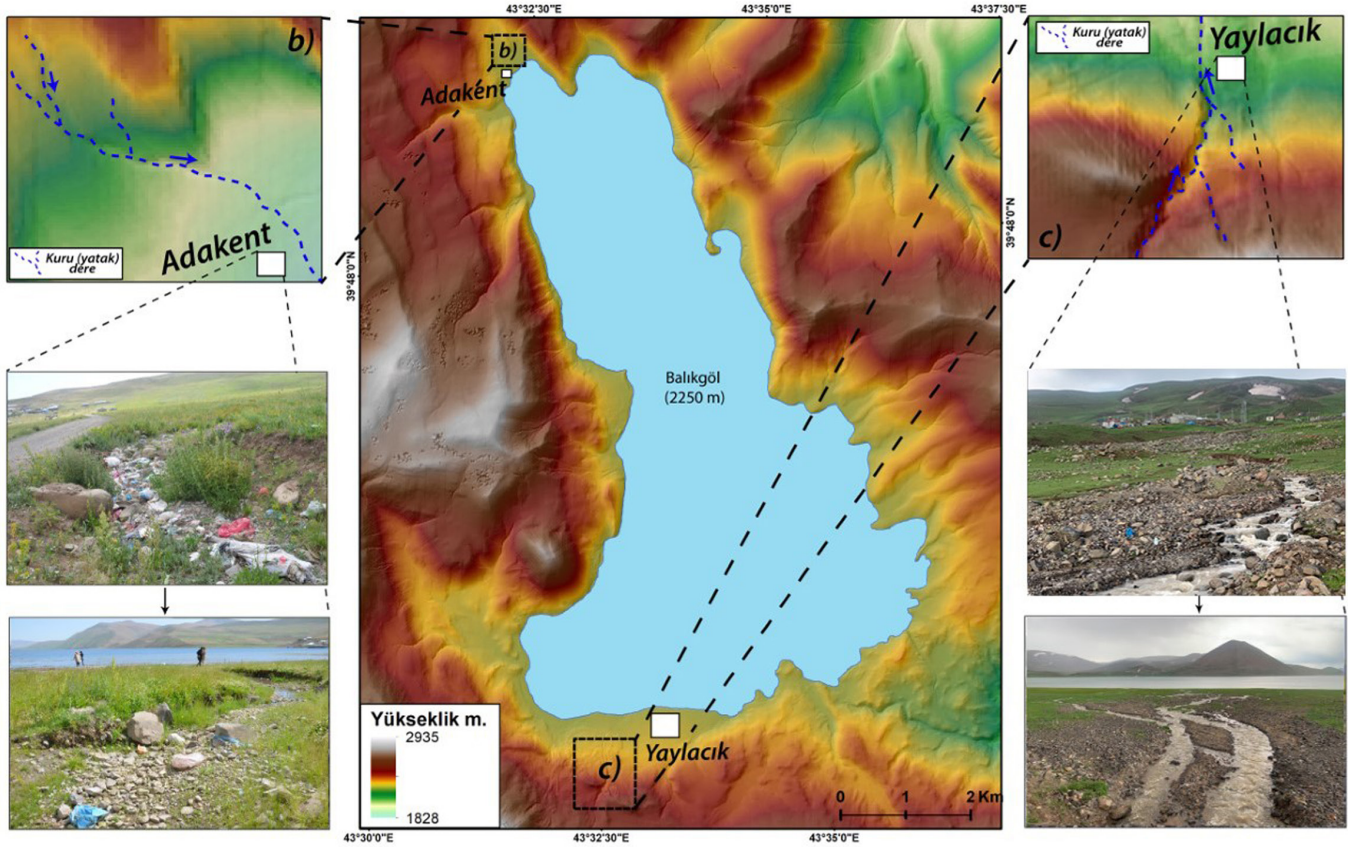 43°32'30"E
43°35'0"E
43°37'30"E
b)
Adakent
Kuru (yatak)
dere
b)
Adakent
39°48'0"N
Balıkgöl
(2250 m)
39°48'0"N
Kuru (yatak)
dere
Yaylacık
c)
Yükseklik m.
2935
1828
Yaylacık
c)
0 1 2 Km
43°30'0"E
43°32'30"E
43°35'0"E